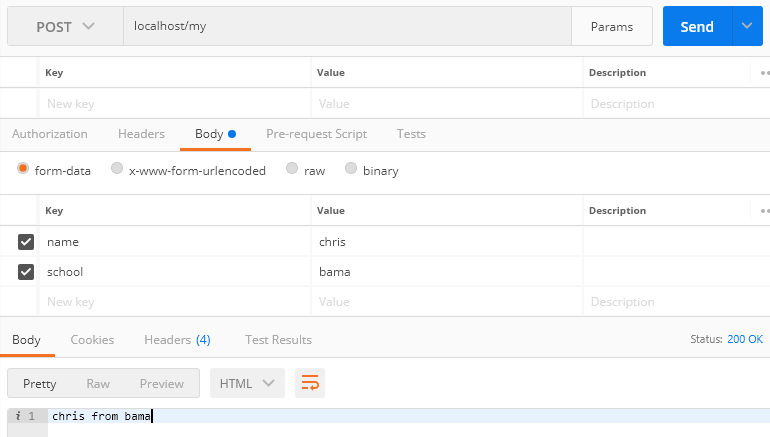 POST localhost/my Params Send
Key Value Description
New key Value Description
Authorization Headers Body Pre-request Script Tests
form-data x-www-form-urlencoded raw binary
Key Value Description
name chris
school bama
New key Value Description
Body Cookies Headers (4) Test Results Status: 200 OK
Pretty Raw Preview HTML
i 1 chris from bama